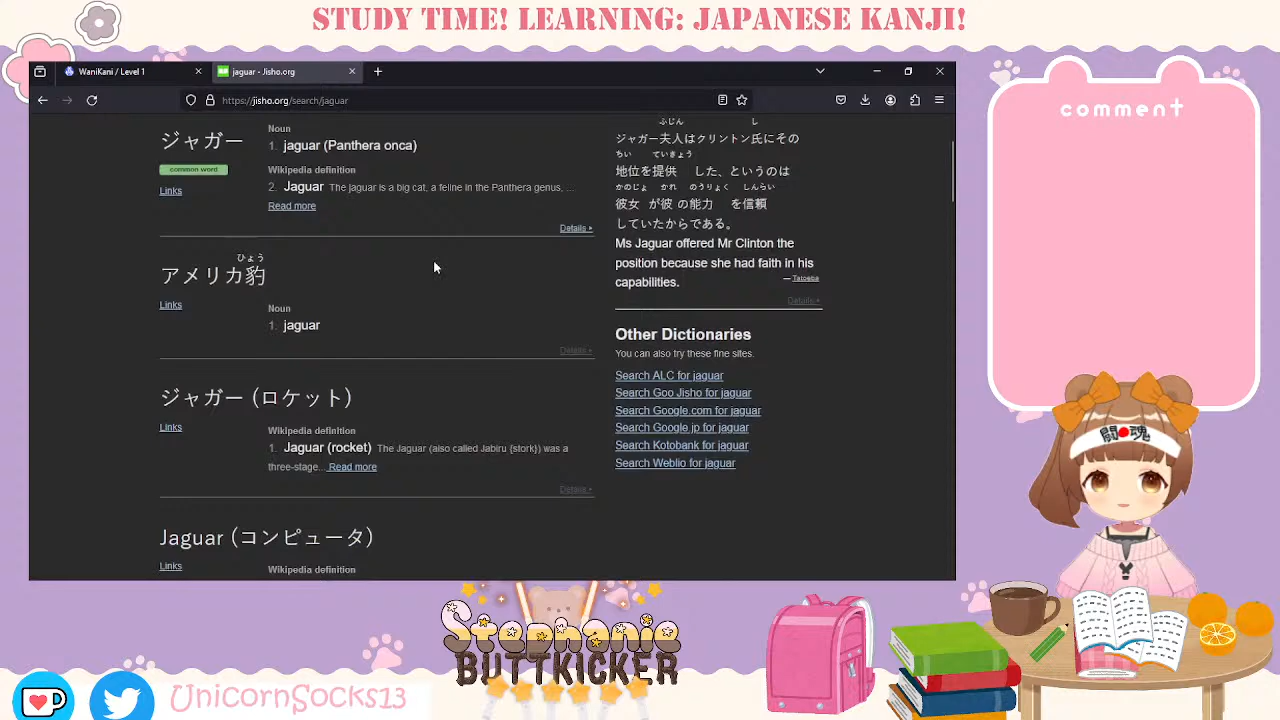 STUDY TIME! LEARNING: JAPANESE KANJI!
WaniKani / Level 1
jaguar - Jisho.org
https://jisho.org/search/jaguar
ジャガー
common word
Links
Noun
1. jaguar (Panthera onca)
Wikipedia definition
2. Jaguar The jaguar is a big cat, a feline in the Panthera genus, ...
Read more
Details ▸
ひょう
アメリカ豹
Links
Noun
1. jaguar
Details ▸
ジャガー (ロケット)
Links
Wikipedia definition
1. Jaguar (rocket) The Jaguar (also called Jabiru {stork}) was a
three-stage... Read more
Details ▸
Jaguar (コンピュータ)
Links
Wikipedia definition
ふじん し
ジャガー夫人はクリントン氏にその
ちい ていきょう
地位を提供 した、というのは
かのじょ かれ のうりょく しんらい
彼女 が彼 の能力 を信頼
していたからである。
Ms Jaguar offered Mr Clinton the
position because she had faith in his
capabilities.
— Tatoeba
Details ▸
Other Dictionaries
You can also try these fine sites.
Search ALC for jaguar
Search Goo Jisho for jaguar
Search Google.com for jaguar
Search Google.jp for jaguar
Search Kotobank for jaguar
Search Weblio for jaguar
comment
闘魂
Stephanie
BUTTKICKER
UnicornSocks13